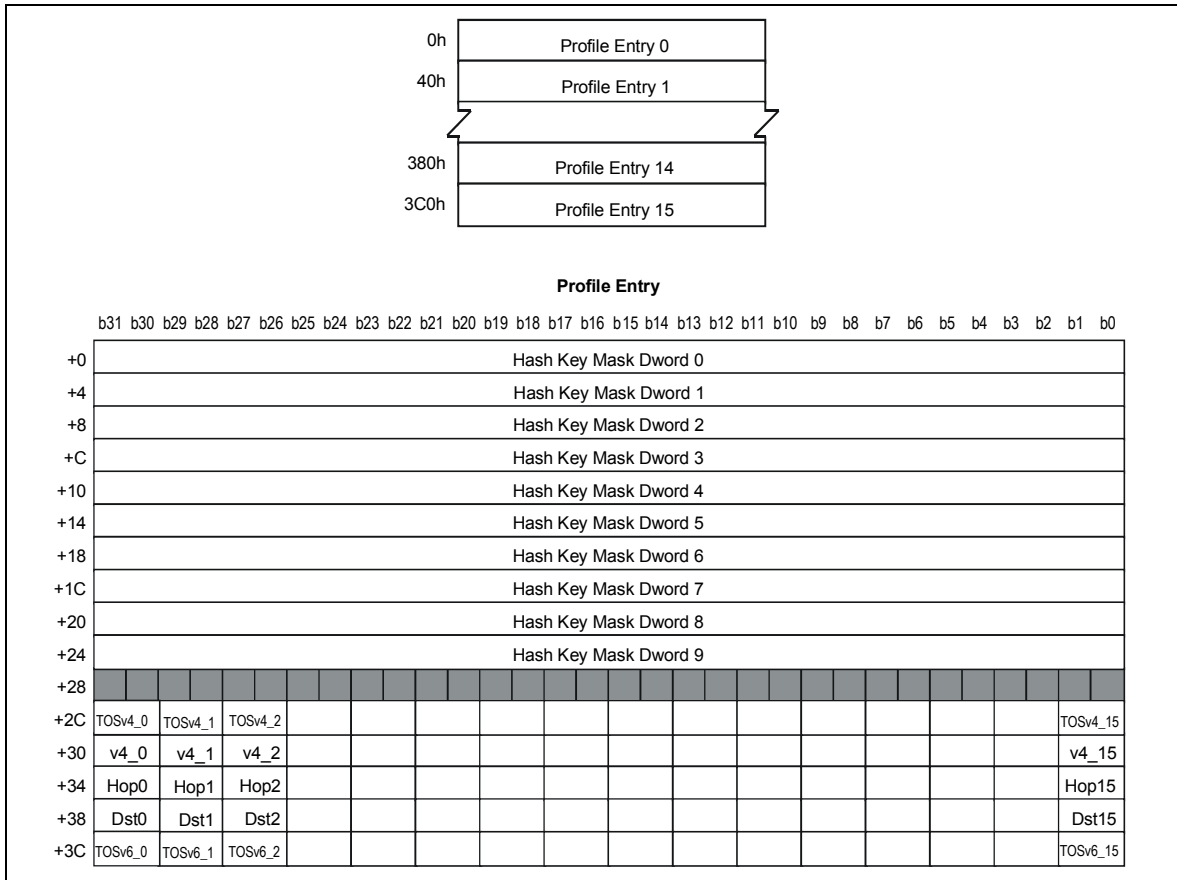 0h Profile Entry 0
40h Profile Entry 1
380h Profile Entry 14
3C0h Profile Entry 15
Profile Entry
b31 b30 b29 b28 b27 b26 b25 b24 b23 b22 b21 b20 b19 b18 b17 b16 b15 b14 b13 b12 b11 b10 b9 b8 b7 b6 b5 b4 b3 b2 b1 b0
+0 Hash Key Mask Dword 0
+4 Hash Key Mask Dword 1
+8 Hash Key Mask Dword 2
+C Hash Key Mask Dword 3
+10 Hash Key Mask Dword 4
+14 Hash Key Mask Dword 5
+18 Hash Key Mask Dword 6
+1C Hash Key Mask Dword 7
+20 Hash Key Mask Dword 8
+24 Hash Key Mask Dword 9
+28
+2C TOSv4_0 TOSv4_1 TOSv4_2 TOSv4_15
+30 v4_0 v4_1 v4_2 v4_15
+34 Hop0 Hop1 Hop2 Hop15
+38 Dst0 Dst1 Dst2 Dst15
+3C TOSv6_0 TOSv6_1 TOSv6_2 TOSv6_15